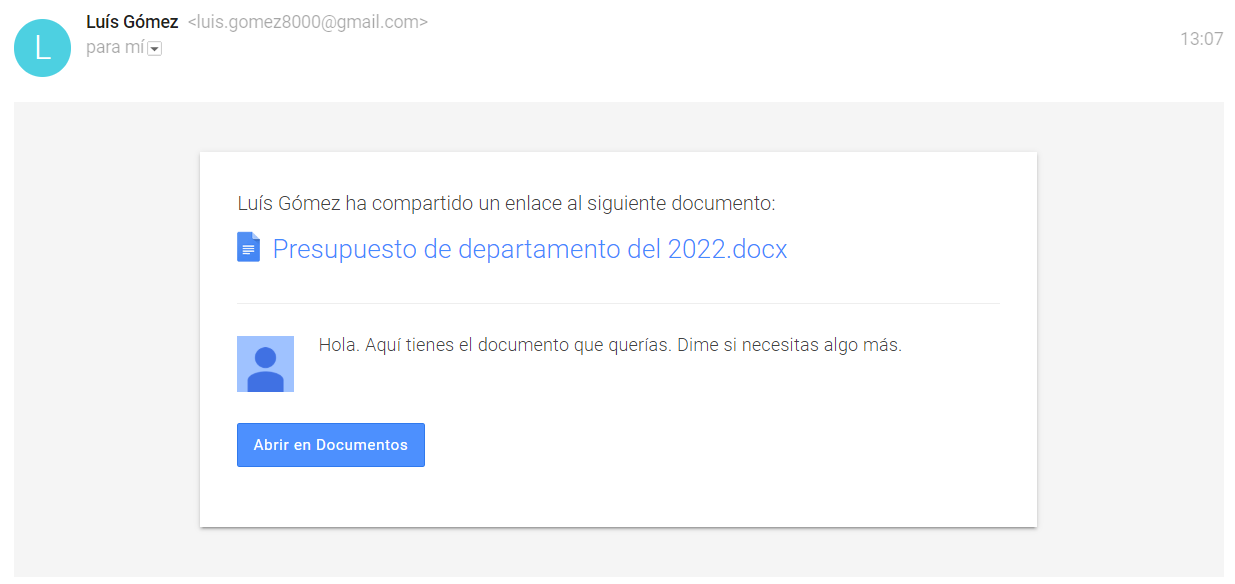 Luís Gómez <luis.gomez8000@gmail.com>
para mí
13:07
L
Luís Gómez ha compartido un enlace al siguiente documento:
Presupuesto de departamento del 2022.docx
Hola. Aquí tienes el documento que querías. Dime si necesitas algo más.
Abrir en Documentos